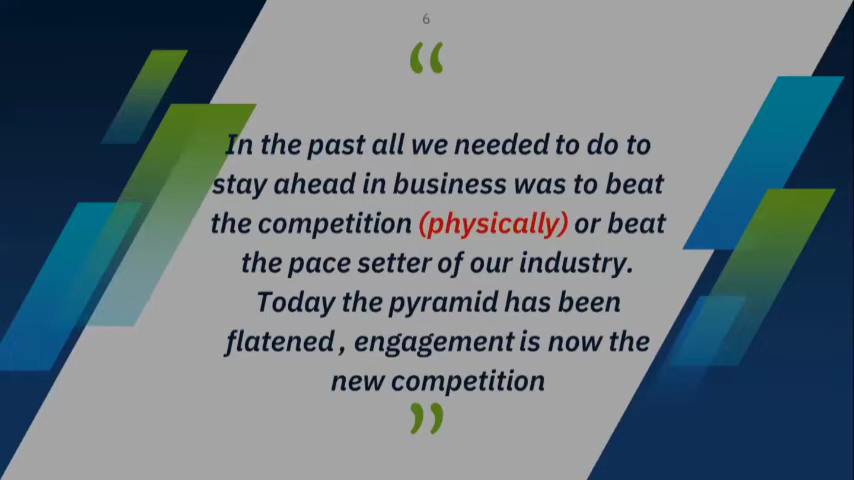 6
“
In the past all we needed to do to
stay ahead in business was to beat
the competition (physically) or beat
the pace setter of our industry.
Today the pyramid has been
flatened , engagement is now the
new competition
”